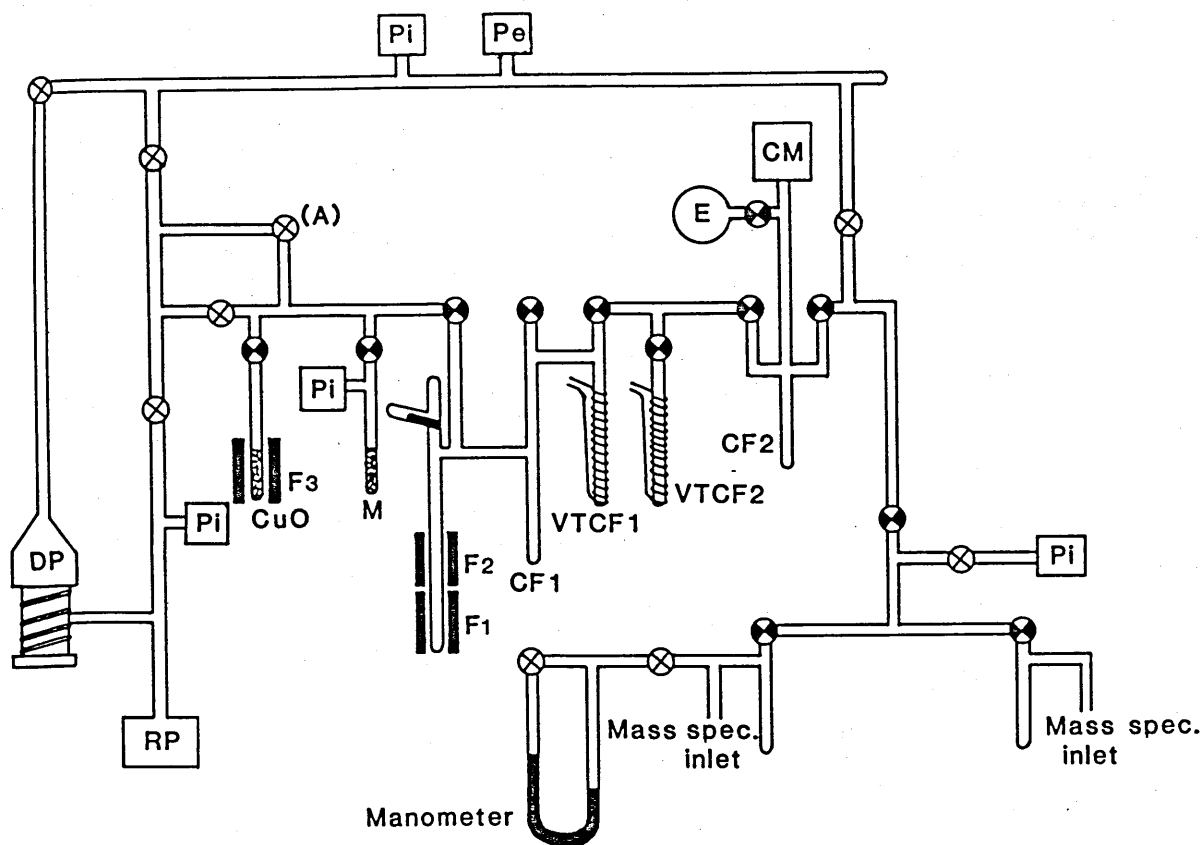 Pi
Pe
CM
E
(A)
Pi
F3
CuO
M
VTCF1
VTCF2
CF2
Pi
DP
F2
CF1
F1
Pi
RP
Mass spec.
inlet
Mass spec.
inlet
Manometer